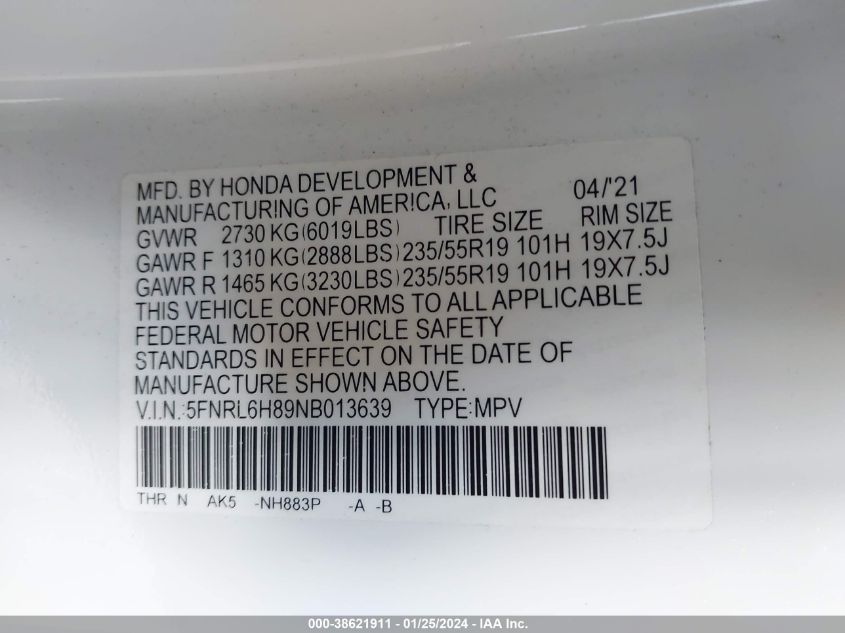 MFD. BY HONDA DEVELOPMENT & 04/'21
MANUFACTURING OF AMERICA, LLC
GVWR 2730 KG(6019LBS) TIRE SIZE RIM SIZE
GAWR F 1310 KG(2888LBS) 235/55R19 101H 19X7.5J
GAWR R 1465 KG(3230LBS) 235/55R19 101H 19X7.5J
THIS VEHICLE CONFORMS TO ALL APPLICABLE
FEDERAL MOTOR VEHICLE SAFETY
STANDARDS IN EFFECT ON THE DATE OF
MANUFACTURE SHOWN ABOVE.
V.I.N.:5FNRL6H89NB013639 TYPE:MPV
THR N AK5 -NH883P -A -B
000-38621911 - 01/25/2024 - IAA Inc.